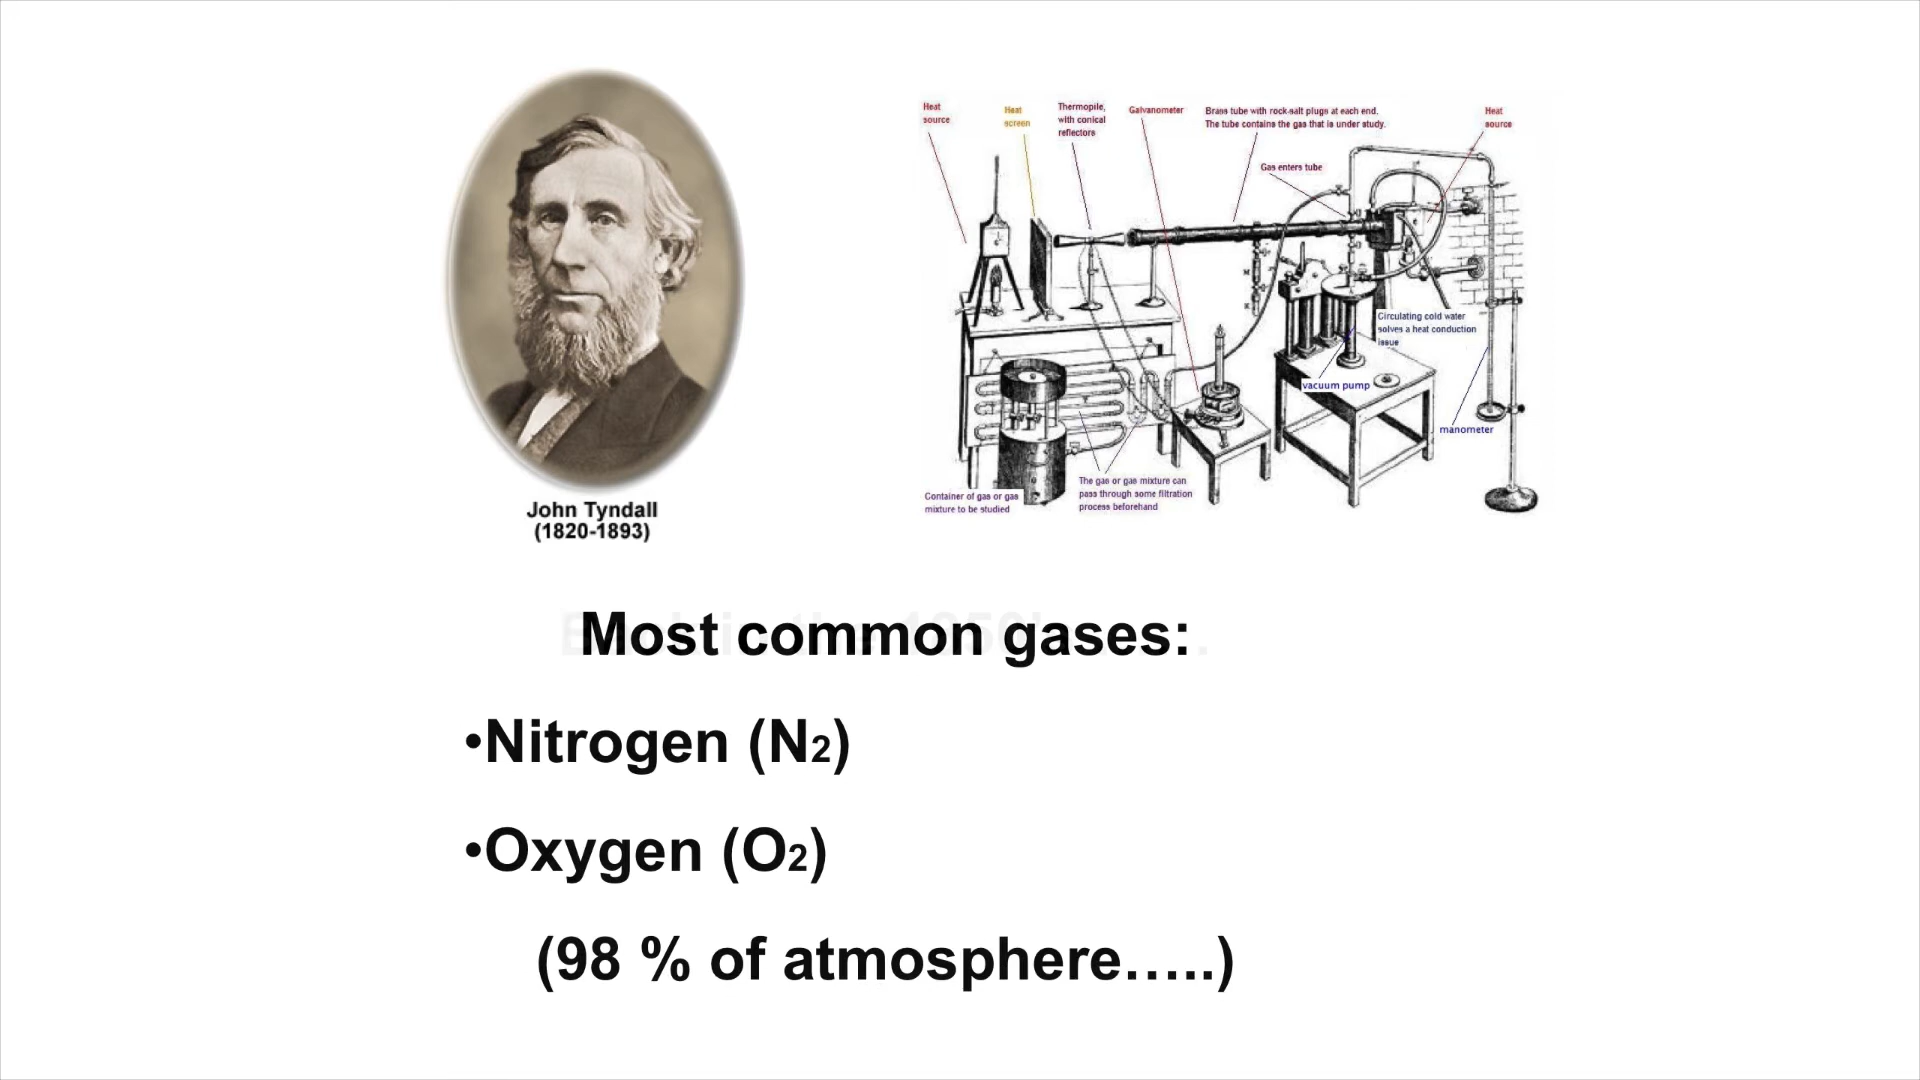 John Tyndall
(1820-1893)
Heat
source
Heat
screen
Thermopile,
with conical
reflectors
Galvanometer
Brass tube with rock-salt plugs at each end.
The tube contains the gas that is under study.
Heat
source
Gas enters tube
Circulating cold water
solves a heat conduction
issue
vacuum pump
manometer
Container of gas or gas
mixture to be studied
The gas or gas mixture can
pass through some filtration
process beforehand
Most common gases:
•Nitrogen (N2)
•Oxygen (O2)
(98 % of atmosphere…..)